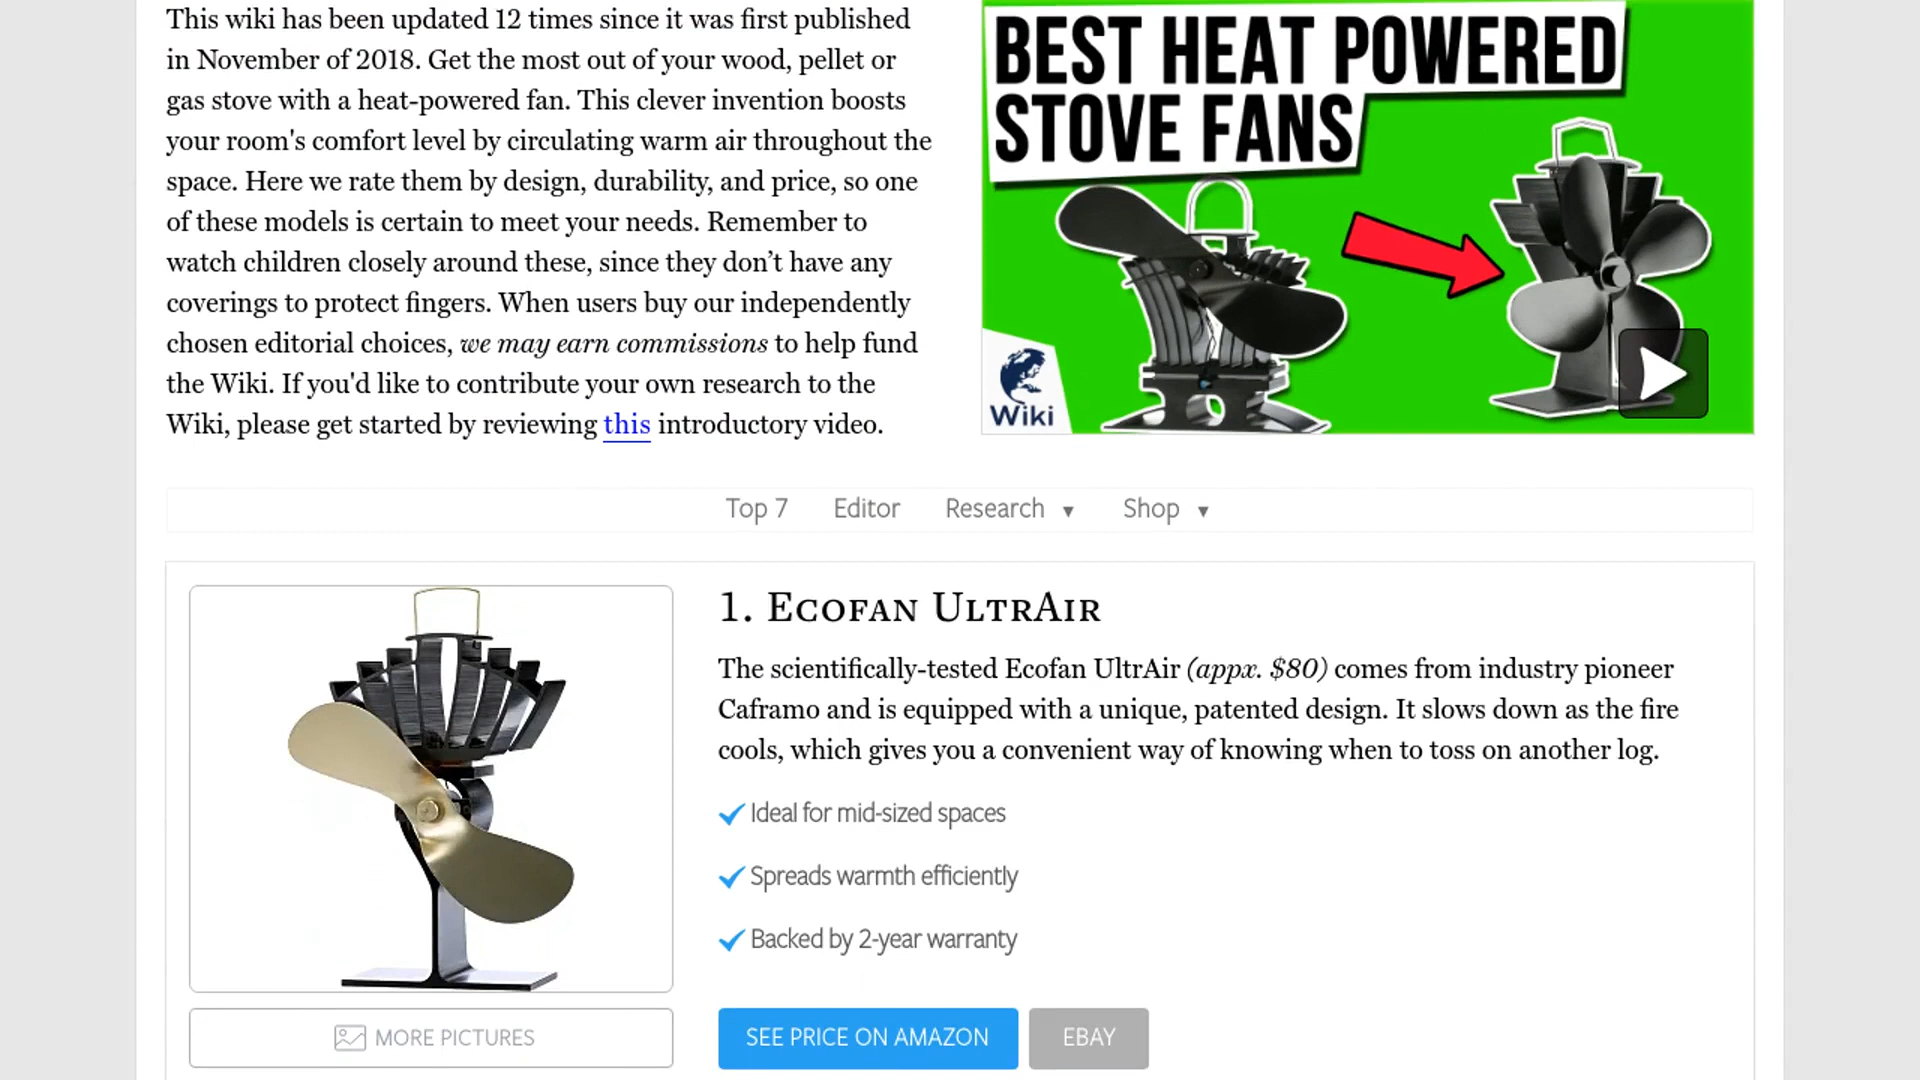 This wiki has been updated 12 times since it was first published
in November of 2018. Get the most out of your wood, pellet or
gas stove with a heat-powered fan. This clever invention boosts
your room's comfort level by circulating warm air throughout the
space. Here we rate them by design, durability, and price, so one
of these models is certain to meet your needs. Remember to
watch children closely around these, since they don’t have any
coverings to protect fingers. When users buy our independently
chosen editorial choices, we may earn commissions to help fund
the Wiki. If you'd like to contribute your own research to the
Wiki, please get started by reviewing this introductory video.
BEST HEAT POWERED
STOVE FANS
Wiki
Top 7 Editor Research ▼ Shop ▼
1. Ecofan UltrAir
The scientifically-tested Ecofan UltrAir (appx. $80) comes from industry pioneer
Caframo and is equipped with a unique, patented design. It slows down as the fire
cools, which gives you a convenient way of knowing when to toss on another log.
Ideal for mid-sized spaces
Spreads warmth efficiently
Backed by 2-year warranty
MORE PICTURES
SEE PRICE ON AMAZON
EBAY